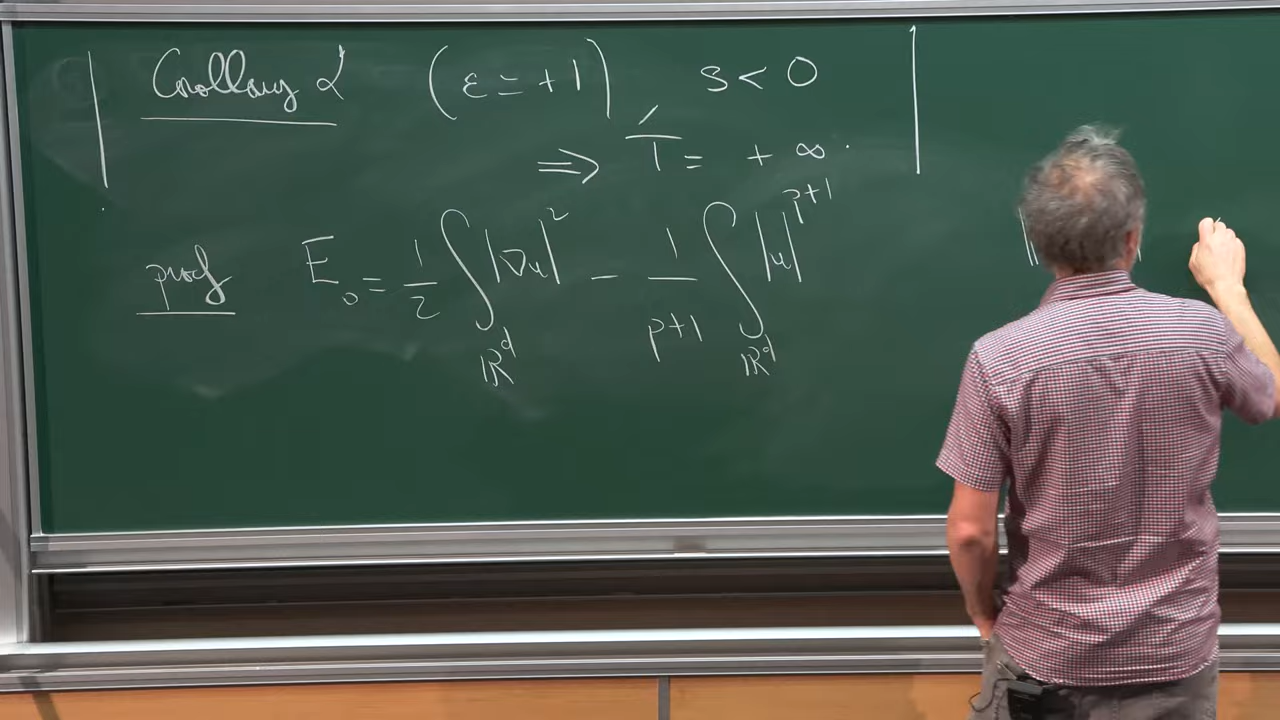 Corollary 2 (ε = +1) s < 0
⟹ T = + ∞ .
proof E₀ = 1/2 ∫_{ℝ^d} |∇u|² − 1/(p+1) ∫_{ℝ^d} |u|^{p+1}